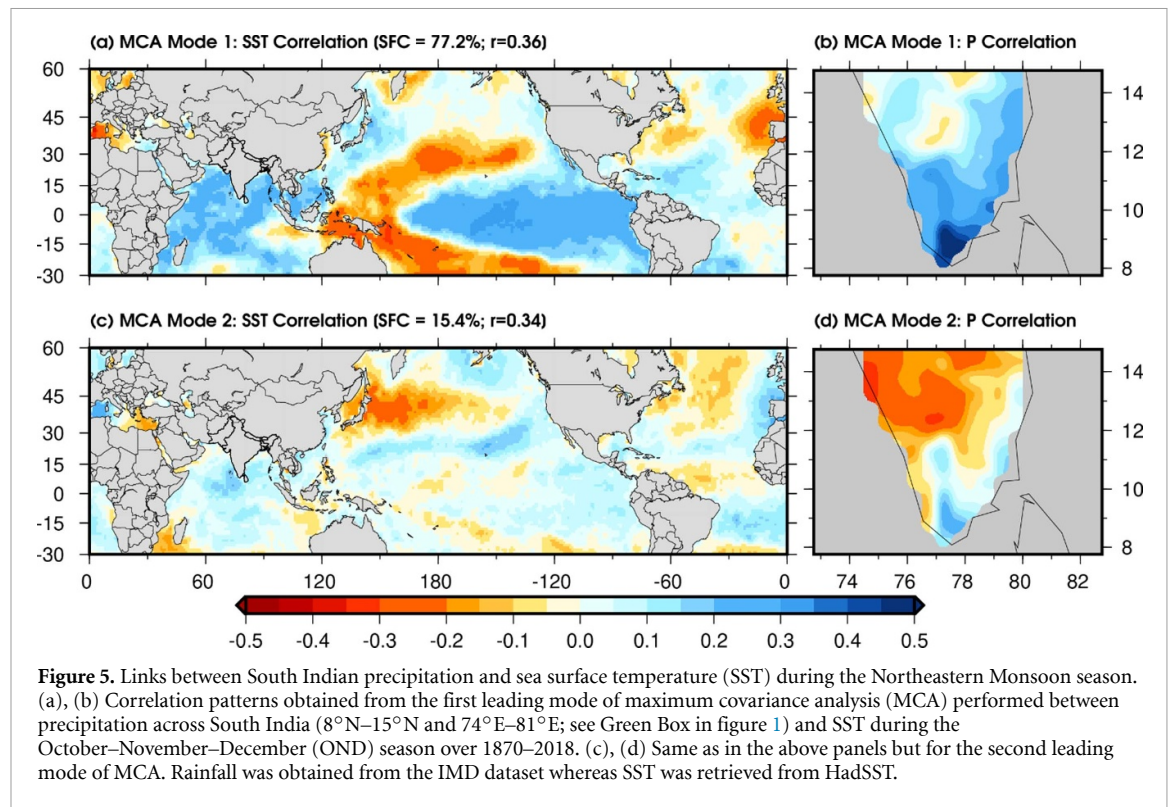 (a) MCA Mode 1: SST Correlation (SFC = 77.2%; r=0.36)
(b) MCA Mode 1: P Correlation
60
45
30
15
0
-15
-30
14
12
10
8
(c) MCA Mode 2: SST Correlation (SFC = 15.4%; r=0.34)
(d) MCA Mode 2: P Correlation
60
45
30
15
0
-15
-30
14
12
10
8
0 60 120 180 -120 -60 0
74 76 78 80 82
-0.5 -0.4 -0.3 -0.2 -0.1 0.0 0.1 0.2 0.3 0.4 0.5
Figure 5. Links between South Indian precipitation and sea surface temperature (SST) during the Northeastern Monsoon season.
(a), (b) Correlation patterns obtained from the first leading mode of maximum covariance analysis (MCA) performed between
precipitation across South India (8°N–15°N and 74°E–81°E; see Green Box in figure 1) and SST during the
October–November–December (OND) season over 1870–2018. (c), (d) Same as in the above panels but for the second leading
mode of MCA. Rainfall was obtained from the IMD dataset whereas SST was retrieved from HadSST.